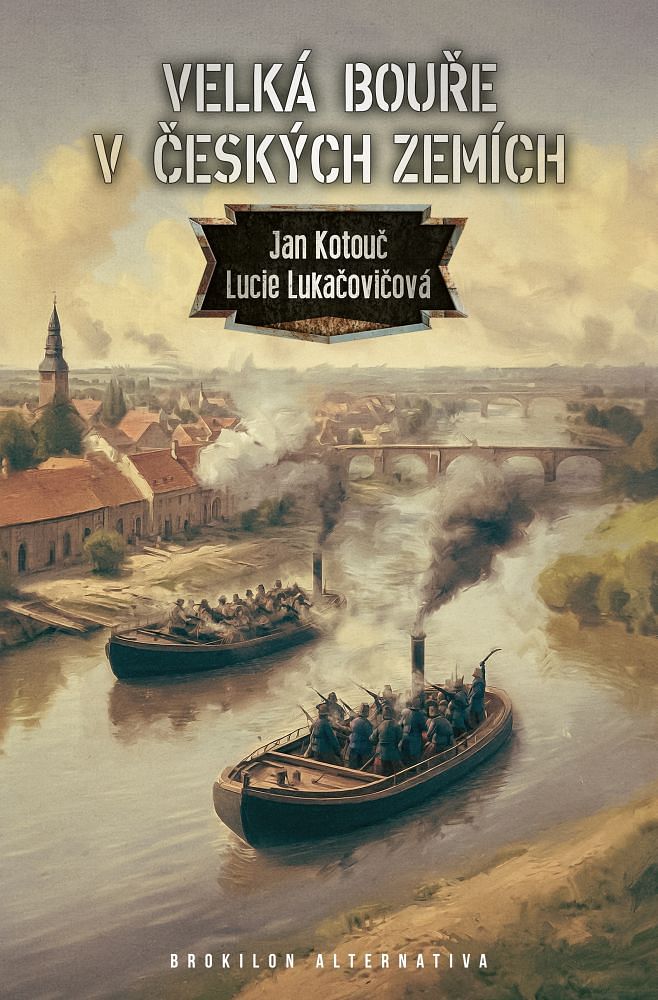 VELKÁ BOUŘE
V ČESKÝCH ZEMÍCH
Jan Kotouč
Lucie Lukačovičová
BROKILON ALTERNATIVA